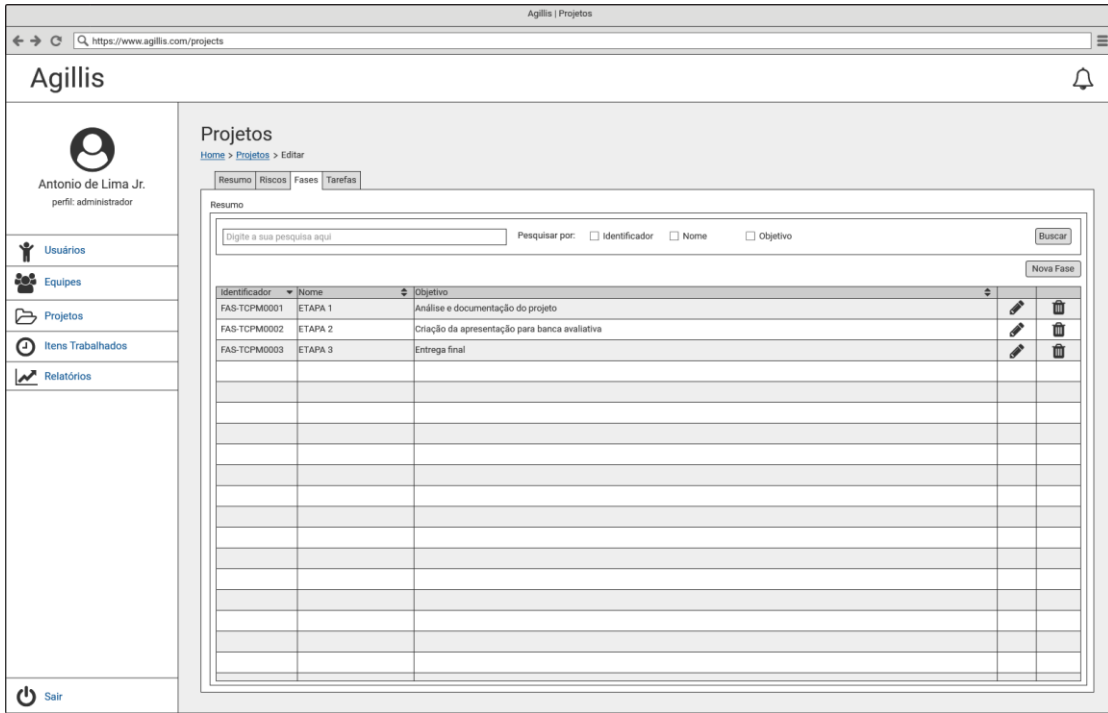 Agillis | Projetos
https://www.agillis.com/projects
Agillis
Antonio de Lima Jr.
perfil: administrador
Usuários
Equipes
Projetos
Itens Trabalhados
Relatórios
Sair
Projetos
Home > Projetos > Editar
Resumo Riscos Fases Tarefas
Resumo
Digite a sua pesquisa aqui Pesquisar por: Identificador Nome Objetivo Buscar
Nova Fase
Identificador Nome Objetivo
FAS-TCPM0001 ETAPA 1 Análise e documentação do projeto
FAS-TCPM0002 ETAPA 2 Criação da apresentação para banca avaliativa
FAS-TCPM0003 ETAPA 3 Entrega final